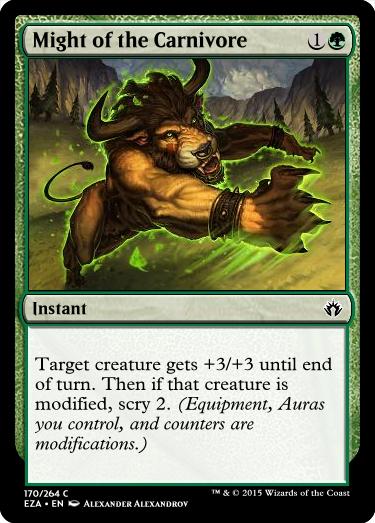 Might of the Carnivore 1
Instant
Target creature gets +3/+3 until end
of turn. Then if that creature is
modified, scry 2. (Equipment, Auras
you control, and counters are
modifications.)
170/264 C
EZA • EN Alexander Alexandrov
™ & © 2015 Wizards of the Coast